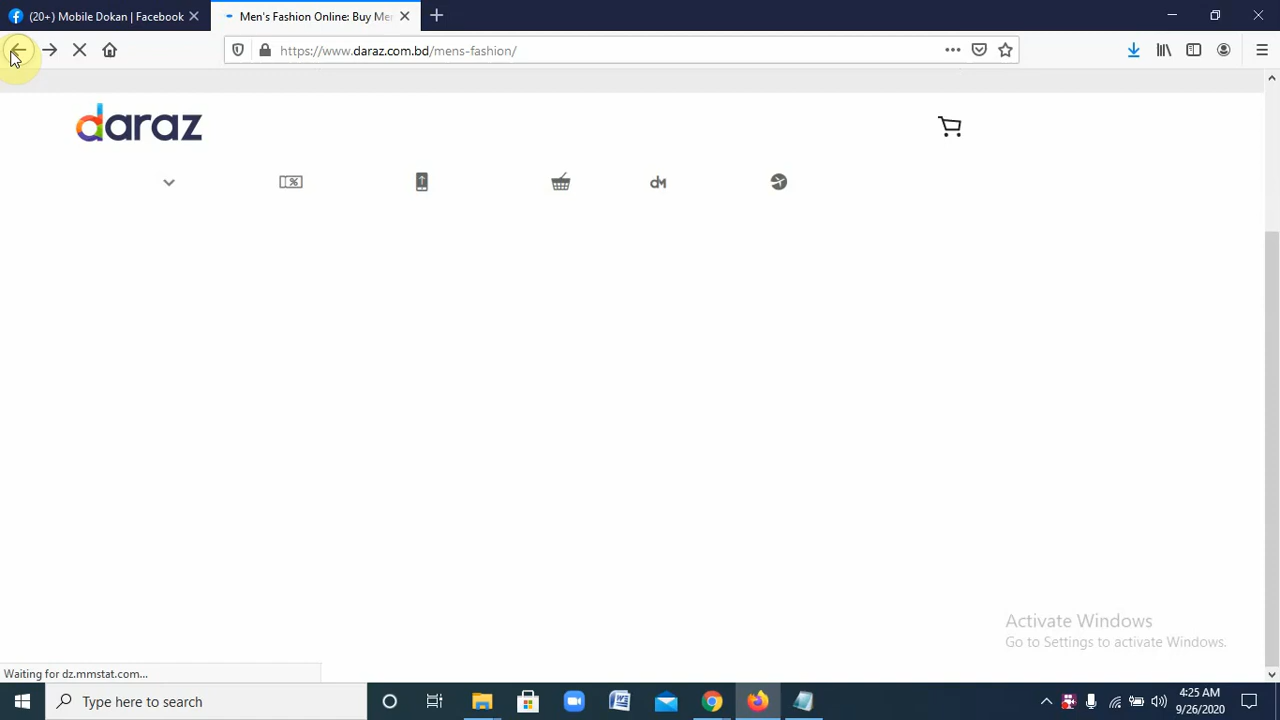 (20+) Mobile Dokan | Facebook
Men's Fashion Online: Buy Men
https://www.daraz.com.bd/mens-fashion/
daraz
dM
Activate Windows
Go to Settings to activate Windows.
Waiting for dz.mmstat.com...
Type here to search
4:25 AM
9/26/2020